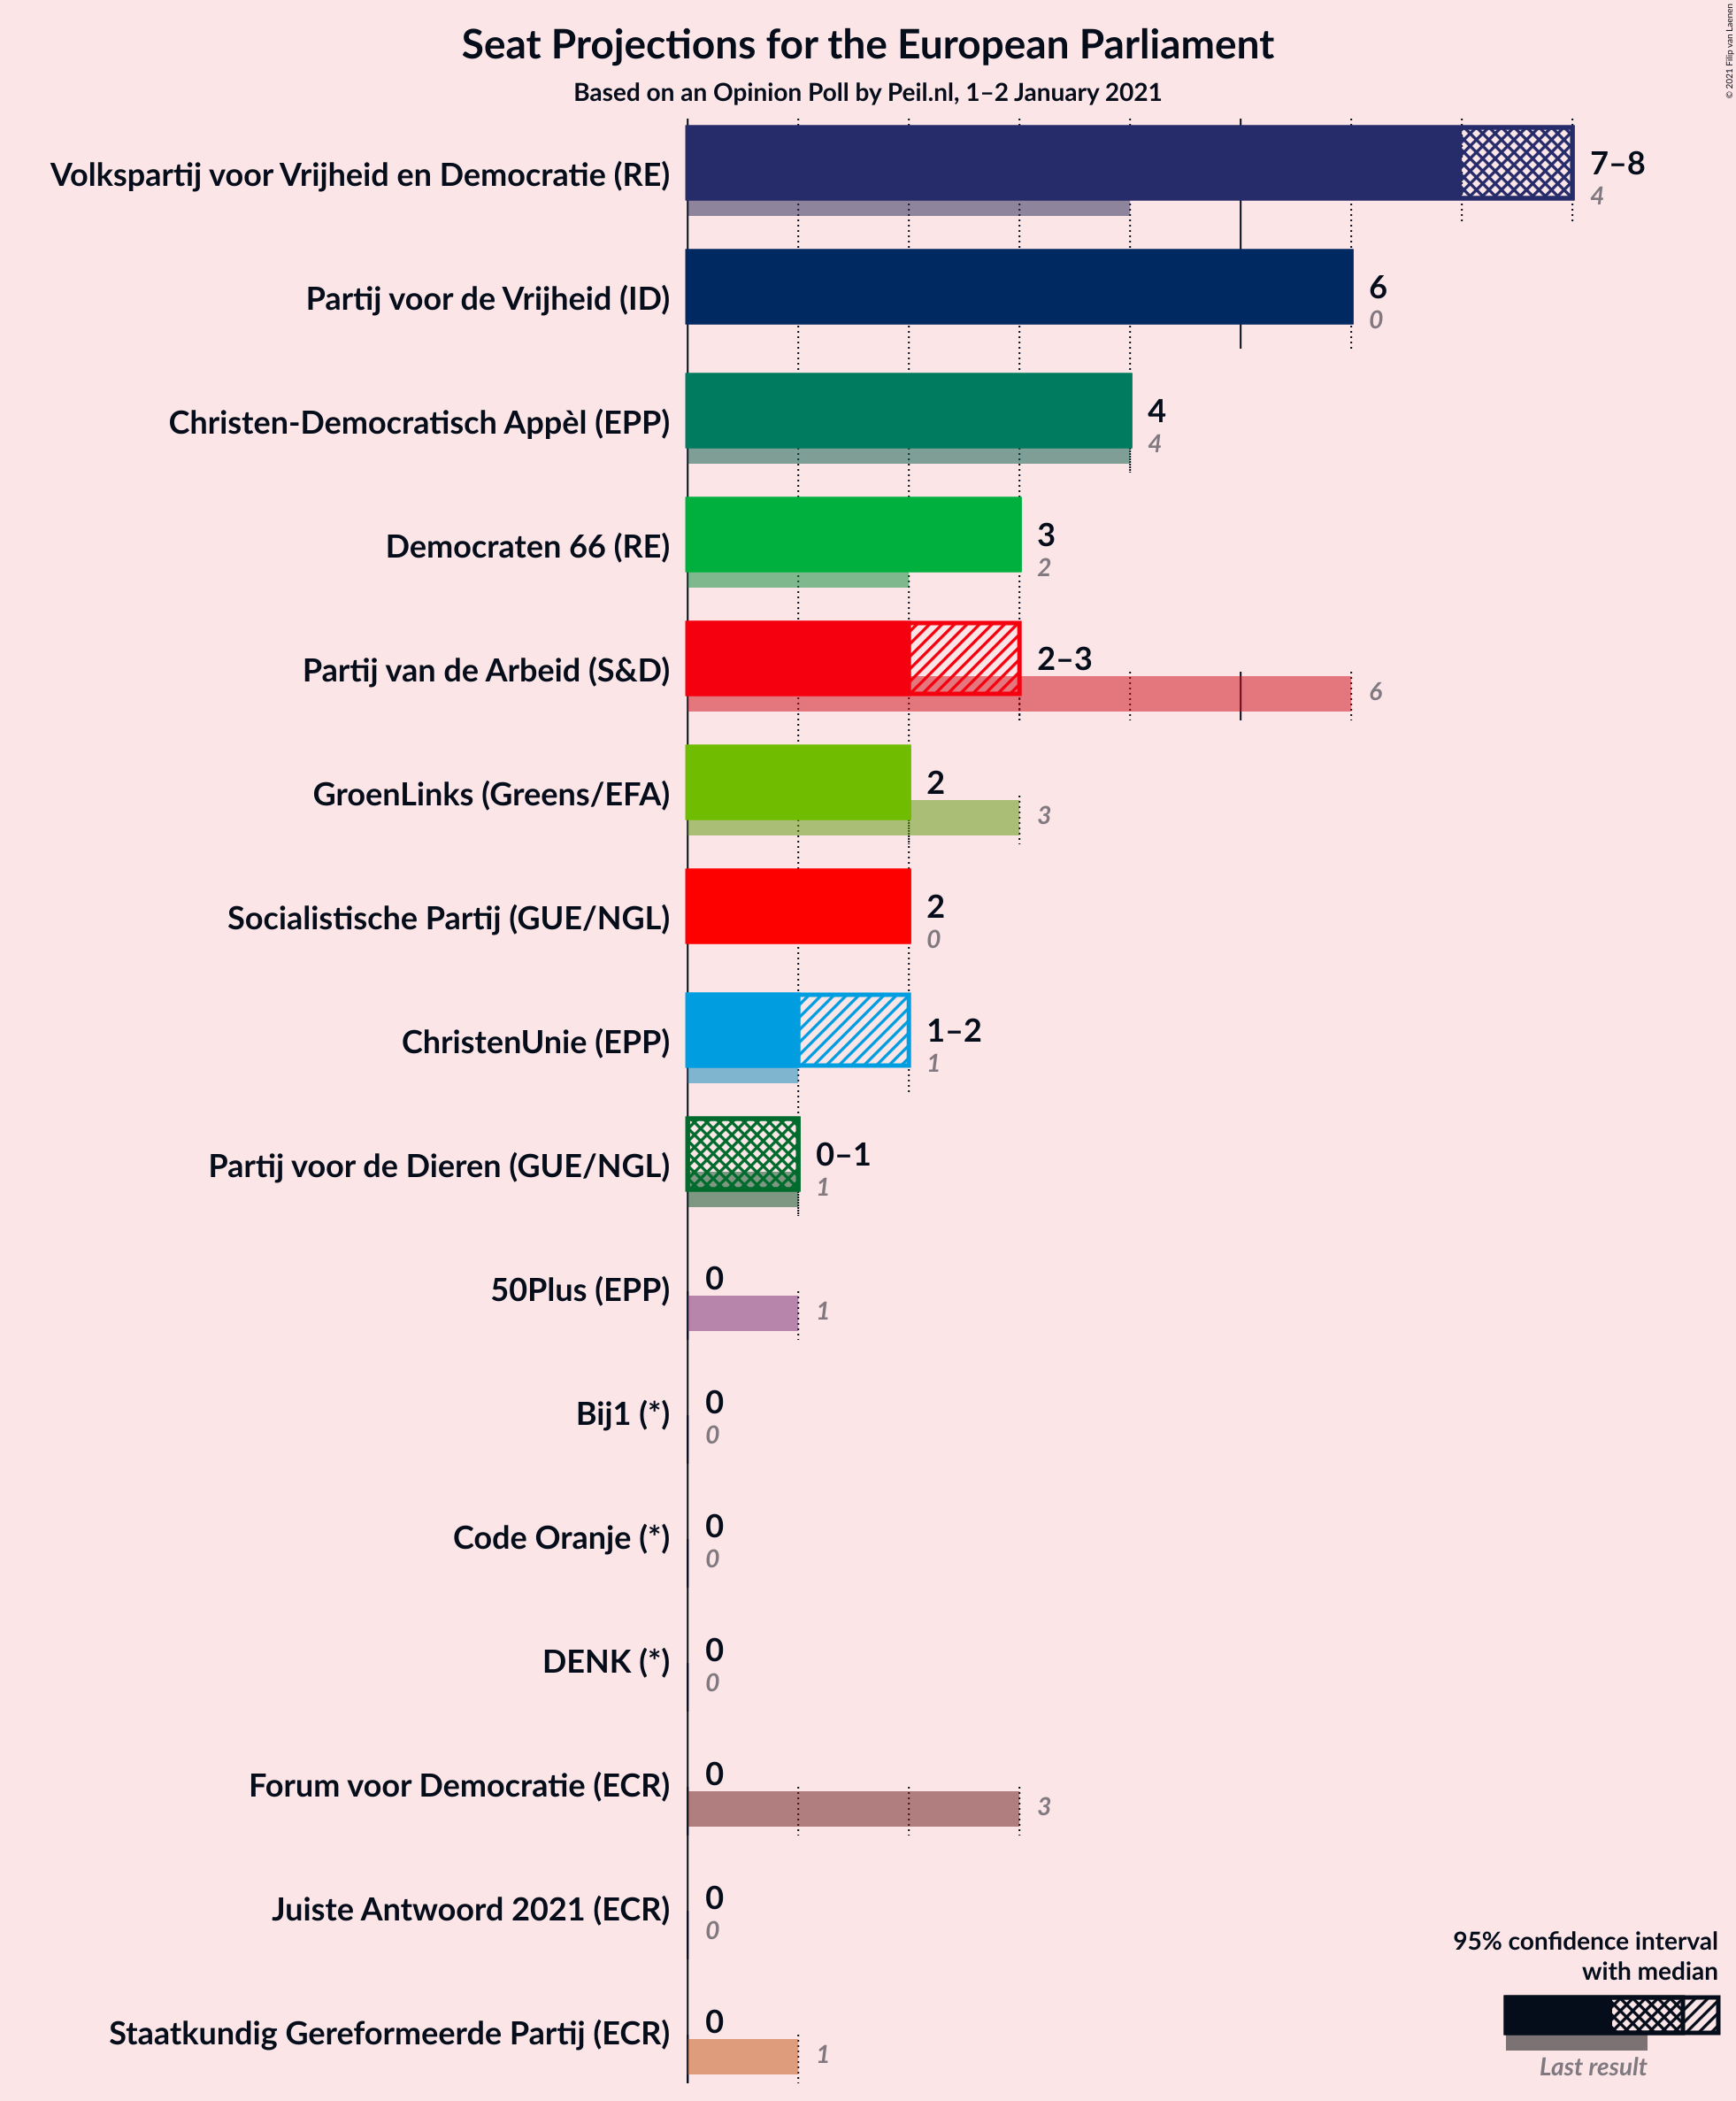 Seat Projections for the European Parliament
Based on an Opinion Poll by Peil.nl, 1–2 January 2021
© 2021 Filip van Laenen
Volkspartij voor Vrijheid en Democratie (RE)
7–8
4
Partij voor de Vrijheid (ID)
6
0
Christen-Democratisch Appèl (EPP)
4
4
Democraten 66 (RE)
3
2
Partij van de Arbeid (S&D)
2–3
6
GroenLinks (Greens/EFA)
2
3
Socialistische Partij (GUE/NGL)
2
0
ChristenUnie (EPP)
1–2
1
Partij voor de Dieren (GUE/NGL)
0–1
1
50Plus (EPP)
0
1
Bij1 (*)
0
0
Code Oranje (*)
0
0
DENK (*)
0
0
Forum voor Democratie (ECR)
0
3
Juiste Antwoord 2021 (ECR)
0
0
Staatkundig Gereformeerde Partij (ECR)
0
1
95% confidence interval
with median
Last result